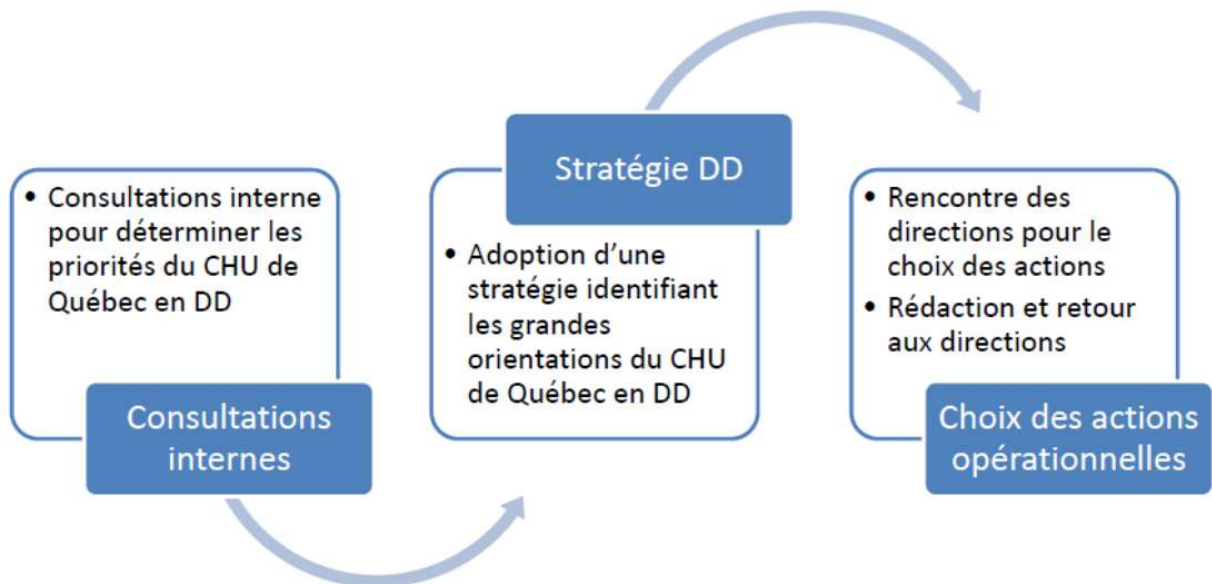 • Consultations interne
pour déterminer les
priorités du CHU de
Québec en DD
Consultations
internes
Stratégie DD
• Adoption d’une
stratégie identifiant
les grandes
orientations du CHU
de Québec en DD
• Rencontre des
directions pour le
choix des actions
• Rédaction et retour
aux directions
Choix des actions
opérationnelles